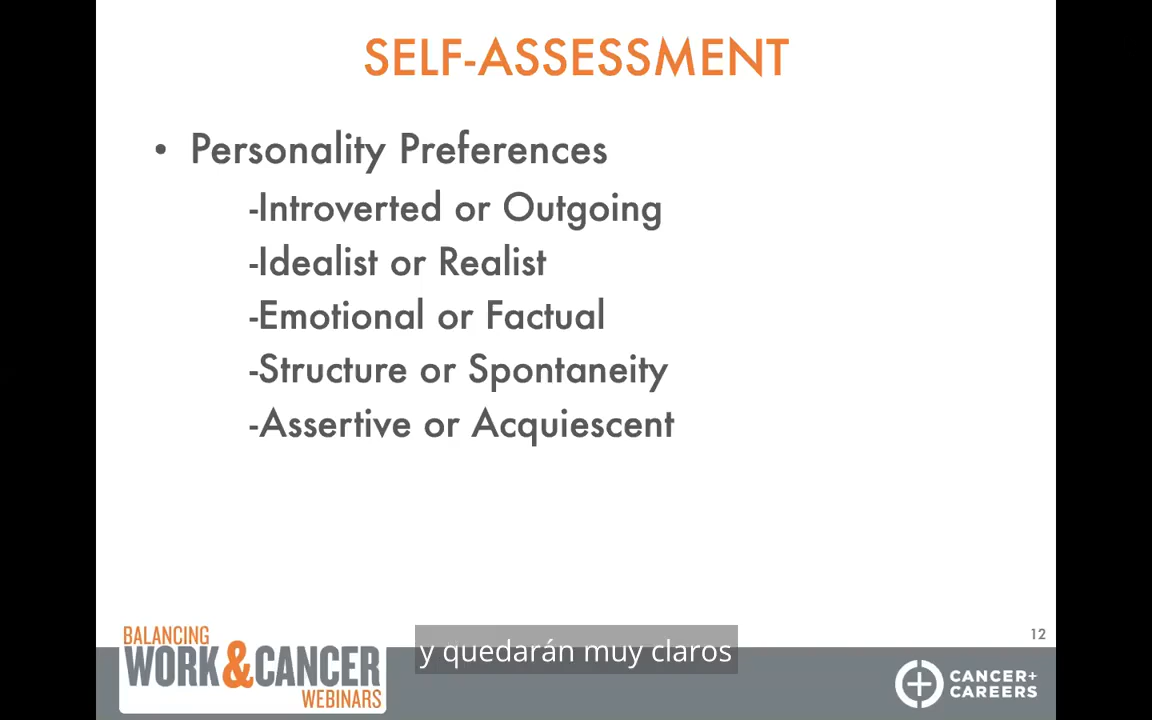 SELF-ASSESSMENT
• Personality Preferences
-Introverted or Outgoing
-Idealist or Realist
-Emotional or Factual
-Structure or Spontaneity
-Assertive or Acquiescent
12
BALANCING
WORK&CANCER
WEBINARS
y quedarán muy claros
CANCER+
CAREERS